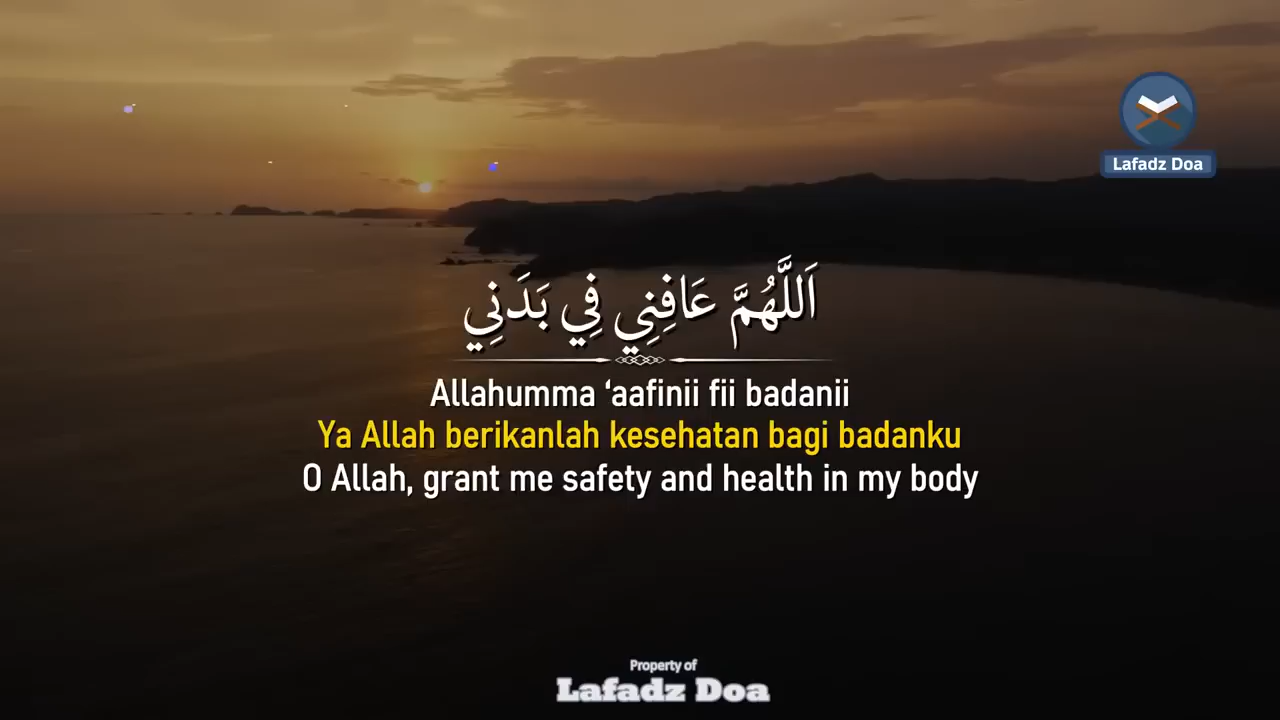 Lafadz Doa
اَللَّهُمَّ عَافِنِي فِي بَدَنِي
Allahumma ‘aafinii fii badanii
Ya Allah berikanlah kesehatan bagi badanku
O Allah, grant me safety and health in my body
Property of
Lafadz Doa